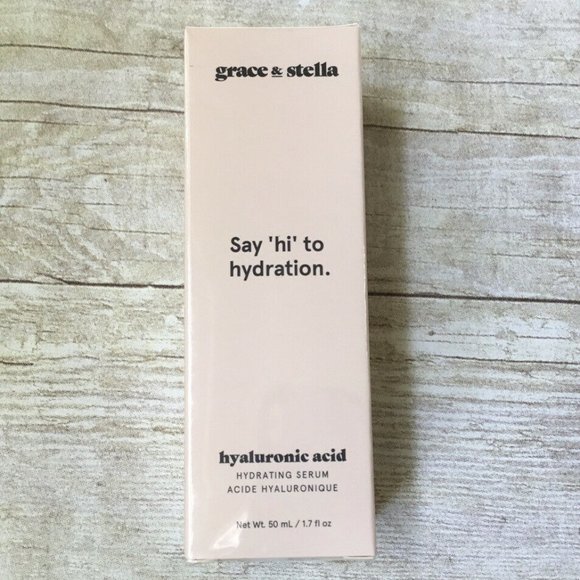 grace & stella
Say 'hi' to
hydration.
hyaluronic acid
HYDRATING SERUM
ACIDE HYALURONIQUE
Net Wt. 50 mL / 1.7 fl oz